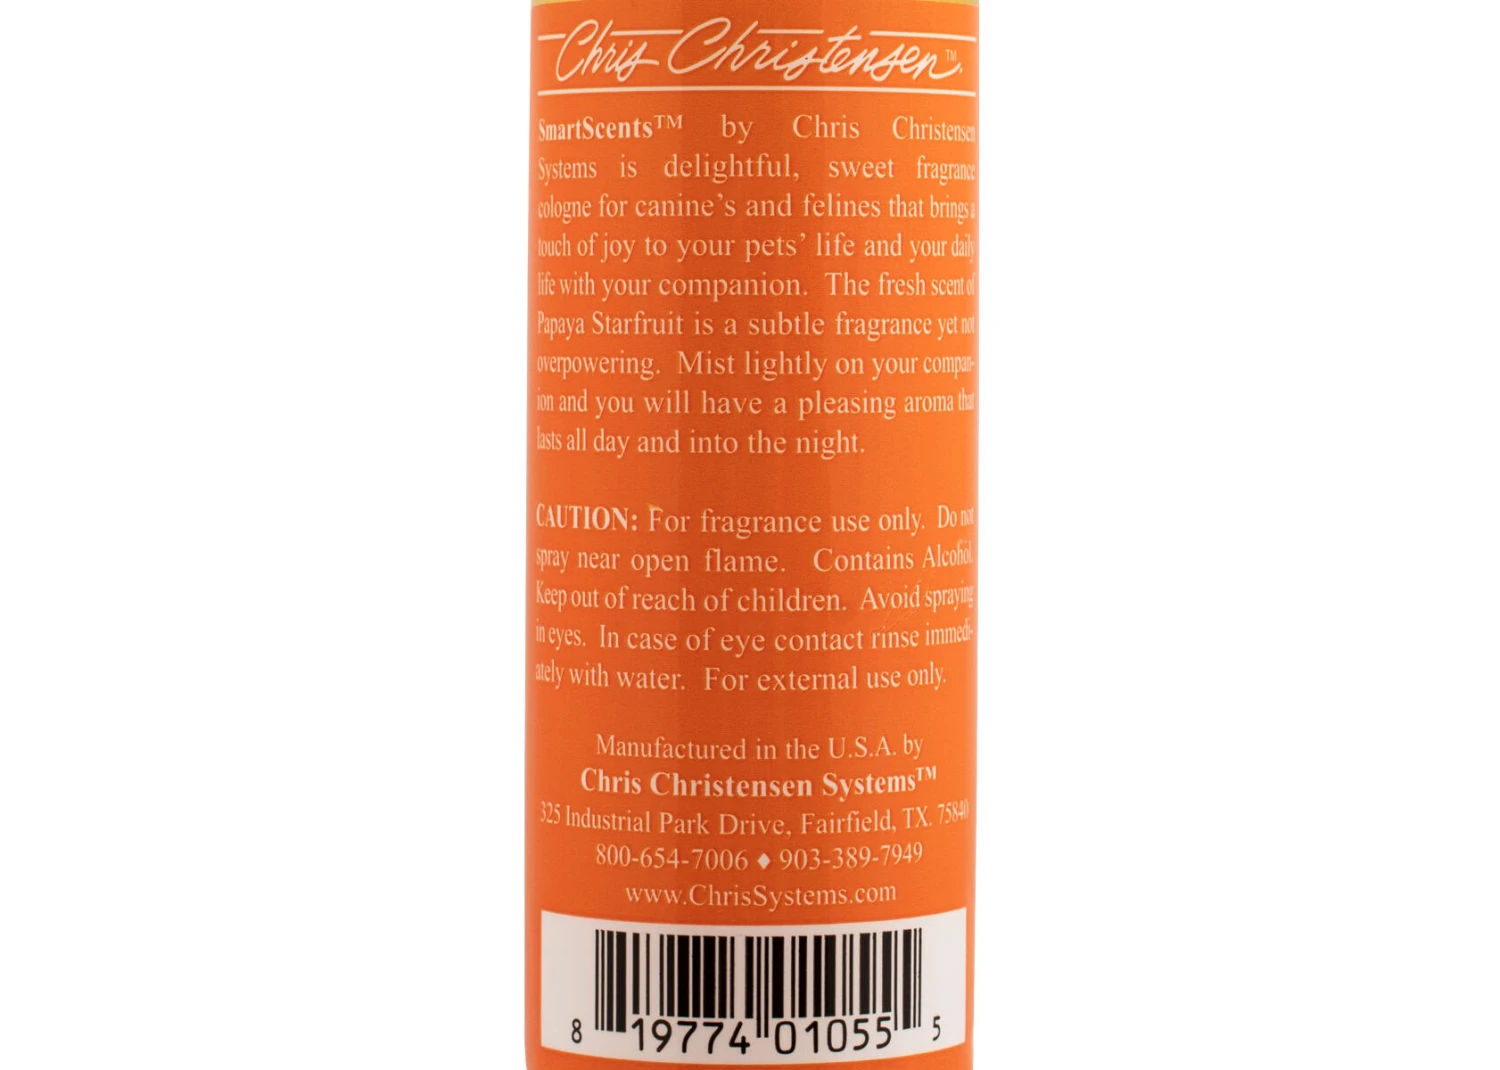 Chris Christensen™.
SmartScents™ by Chris Christensen
Systems is delightful, sweet fragrance
cologne for canine's and felines that brings a
touch of joy to your pets' life and your daily
life with your companion. The fresh scent of
Papaya Starfruit is a subtle fragrance yet not
overpowering. Mist lightly on your compan-
ion and you will have a pleasing aroma that
lasts all day and into the night.
CAUTION: For fragrance use only. Do not
spray near open flame. Contains Alcohol.
Keep out of reach of children. Avoid spraying
in eyes. In case of eye contact rinse immedi-
ately with water. For external use only.
Manufactured in the U.S.A. by
Chris Christensen Systems™
325 Industrial Park Drive, Fairfield, TX. 75840
800-654-7006 ♦ 903-389-7949
www.ChrisSystems.com
8 19774 01055 5